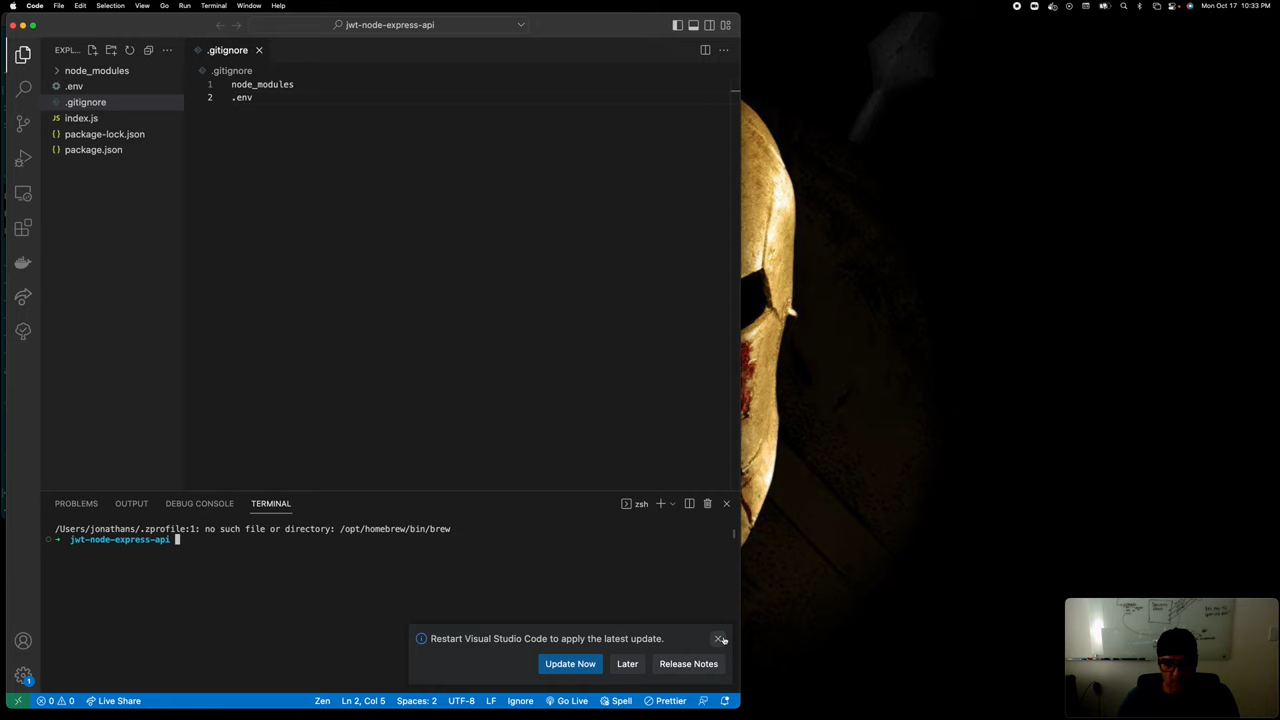 Code File Edit Selection View Go Run Terminal Window Help
Mon Oct 17 10:33 PM
jwt-node-express-api
EXPL...
.gitignore
node_modules
.env
.gitignore
index.js
package-lock.json
package.json
.gitignore
1 node_modules
2 .env
PROBLEMS OUTPUT DEBUG CONSOLE TERMINAL
zsh
/Users/jonathans/.zprofile:1: no such file or directory: /opt/homebrew/bin/brew
→ jwt-node-express-api
Restart Visual Studio Code to apply the latest update.
Update Now Later Release Notes
1
0 0 Live Share Zen Ln 2, Col 5 Spaces: 2 UTF-8 LF Ignore Go Live Spell Prettier